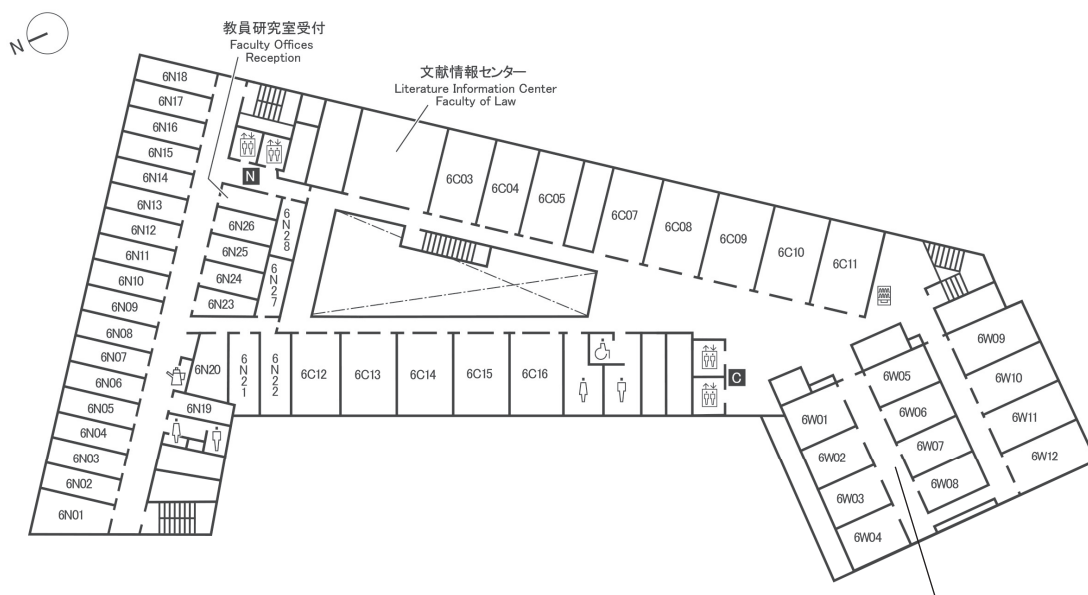 N
教員研究室受付
Faculty Offices
Reception
文献情報センター
Literature Information Center
Faculty of Law
6N18
6N17
6N16
6N15
6N14
6N13
6N12
6N11
6N10
6N09
6N08
6N07
6N06
6N05
6N04
6N03
6N02
6N01
N
6N26
6N25
6N24
6N23
6N28
6N27
6N20
6N21
6N22
6N19
6C03
6C04
6C05
6C07
6C08
6C09
6C10
6C11
6C12
6C13
6C14
6C15
6C16
C
6W01
6W02
6W03
6W04
6W05
6W06
6W07
6W08
6W09
6W10
6W11
6W12